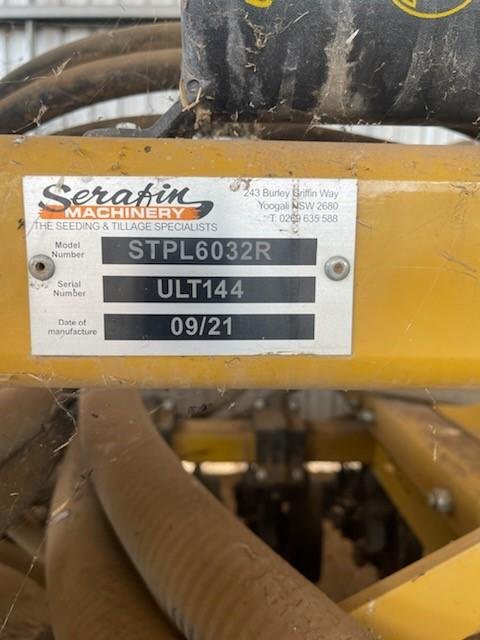 Serafin
MACHINERY
THE SEEDING & TILLAGE SPECIALISTS
243 Burley Griffin Way
Yoogali NSW 2680
T: 0269 635 588
Model
Number
STPL6032R
Serial
Number
ULT144
Date of
manufacture
09/21